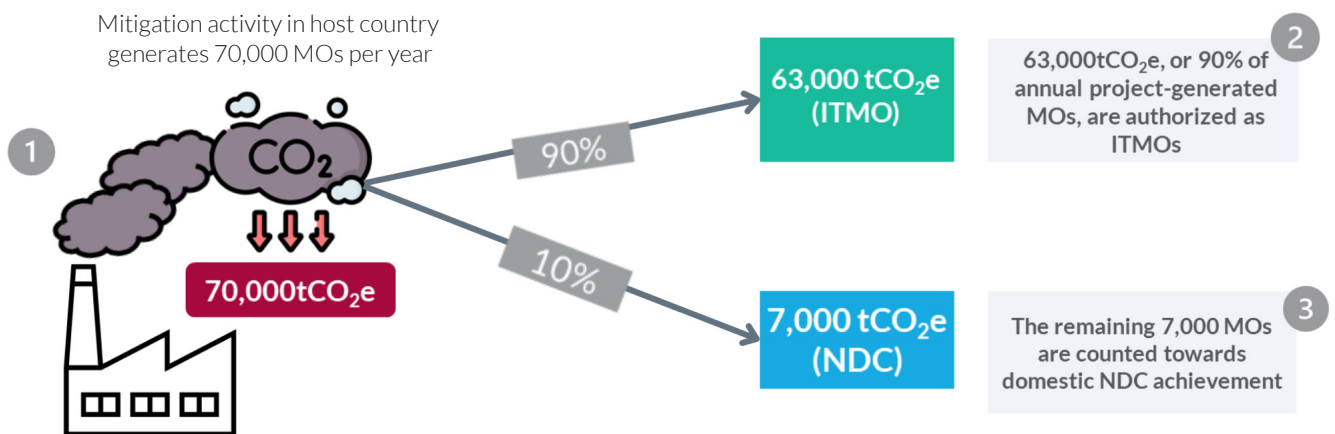 Mitigation activity in host country
generates 70,000 MOs per year
1
CO₂
70,000tCO₂e
90%
10%
63,000 tCO₂e
(ITMO)
2
63,000tCO₂e, or 90% of
annual project-generated
MOs, are authorized as
ITMOs
7,000 tCO₂e
(NDC)
3
The remaining 7,000 MOs
are counted towards
domestic NDC achievement